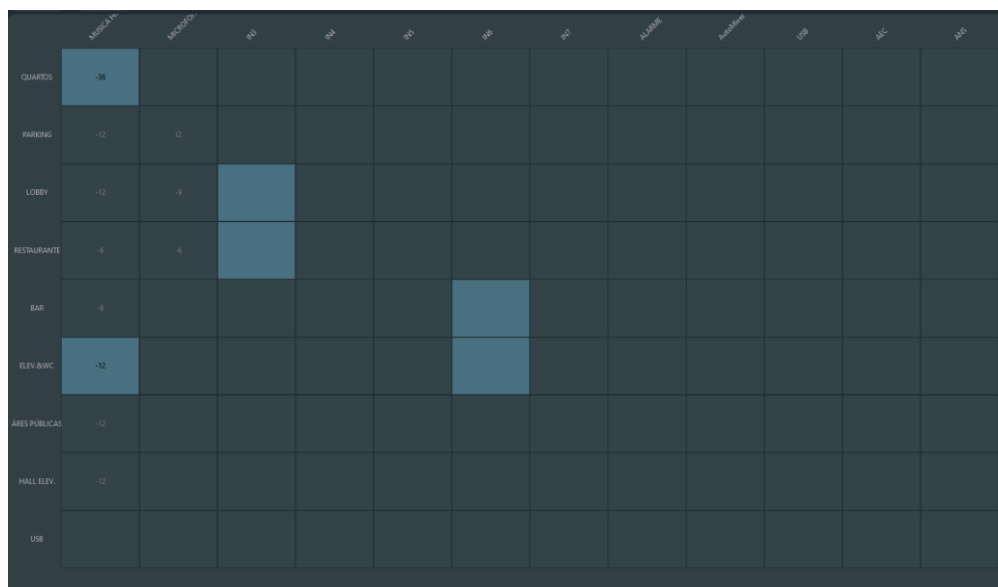 MUSICA H
MICROFON
IN3
IN4
IN5
IN6
IN7
ALARME
AutoMixer
USB
AEC
ANS
QUARTOS -36
PARKING -12 12
LOBBY -12 -9
RESTAURANTE -6 -6
BAR -6
ELEV.&WC -12
ÁRES PÚBLICAS -12
HALL ELEV. -12
USB